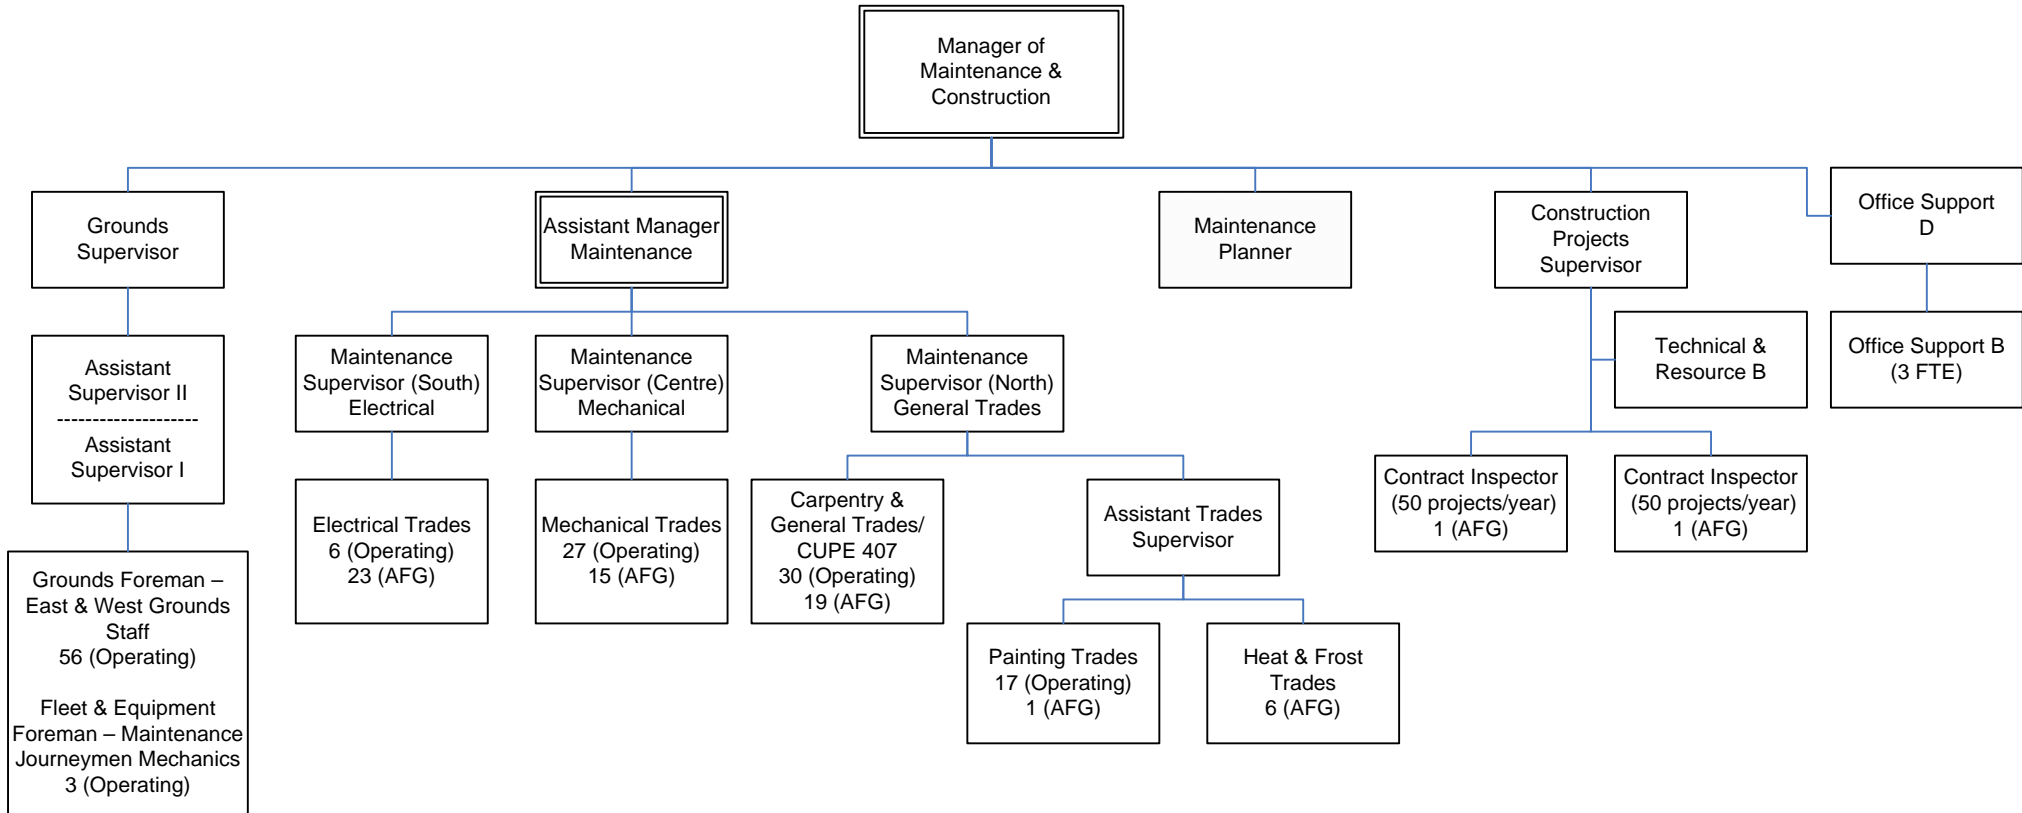 Manager of
Maintenance &
Construction
Grounds
Supervisor
Assistant Manager
Maintenance
Maintenance
Planner
Construction
Projects
Supervisor
Office Support
D
Assistant
Supervisor II
--------------------
Assistant
Supervisor I
Maintenance
Supervisor (South)
Electrical
Maintenance
Supervisor (Centre)
Mechanical
Maintenance
Supervisor (North)
General Trades
Technical &
Resource B
Office Support B
(3 FTE)
Electrical Trades
6 (Operating)
23 (AFG)
Mechanical Trades
27 (Operating)
15 (AFG)
Carpentry &
General Trades/
CUPE 407
30 (Operating)
19 (AFG)
Assistant Trades
Supervisor
Contract Inspector
(50 projects/year)
1 (AFG)
Contract Inspector
(50 projects/year)
1 (AFG)
Grounds Foreman –
East & West Grounds
Staff
56 (Operating)
Fleet & Equipment
Foreman – Maintenance
Journeymen Mechanics
3 (Operating)
Painting Trades
17 (Operating)
1 (AFG)
Heat & Frost
Trades
6 (AFG)